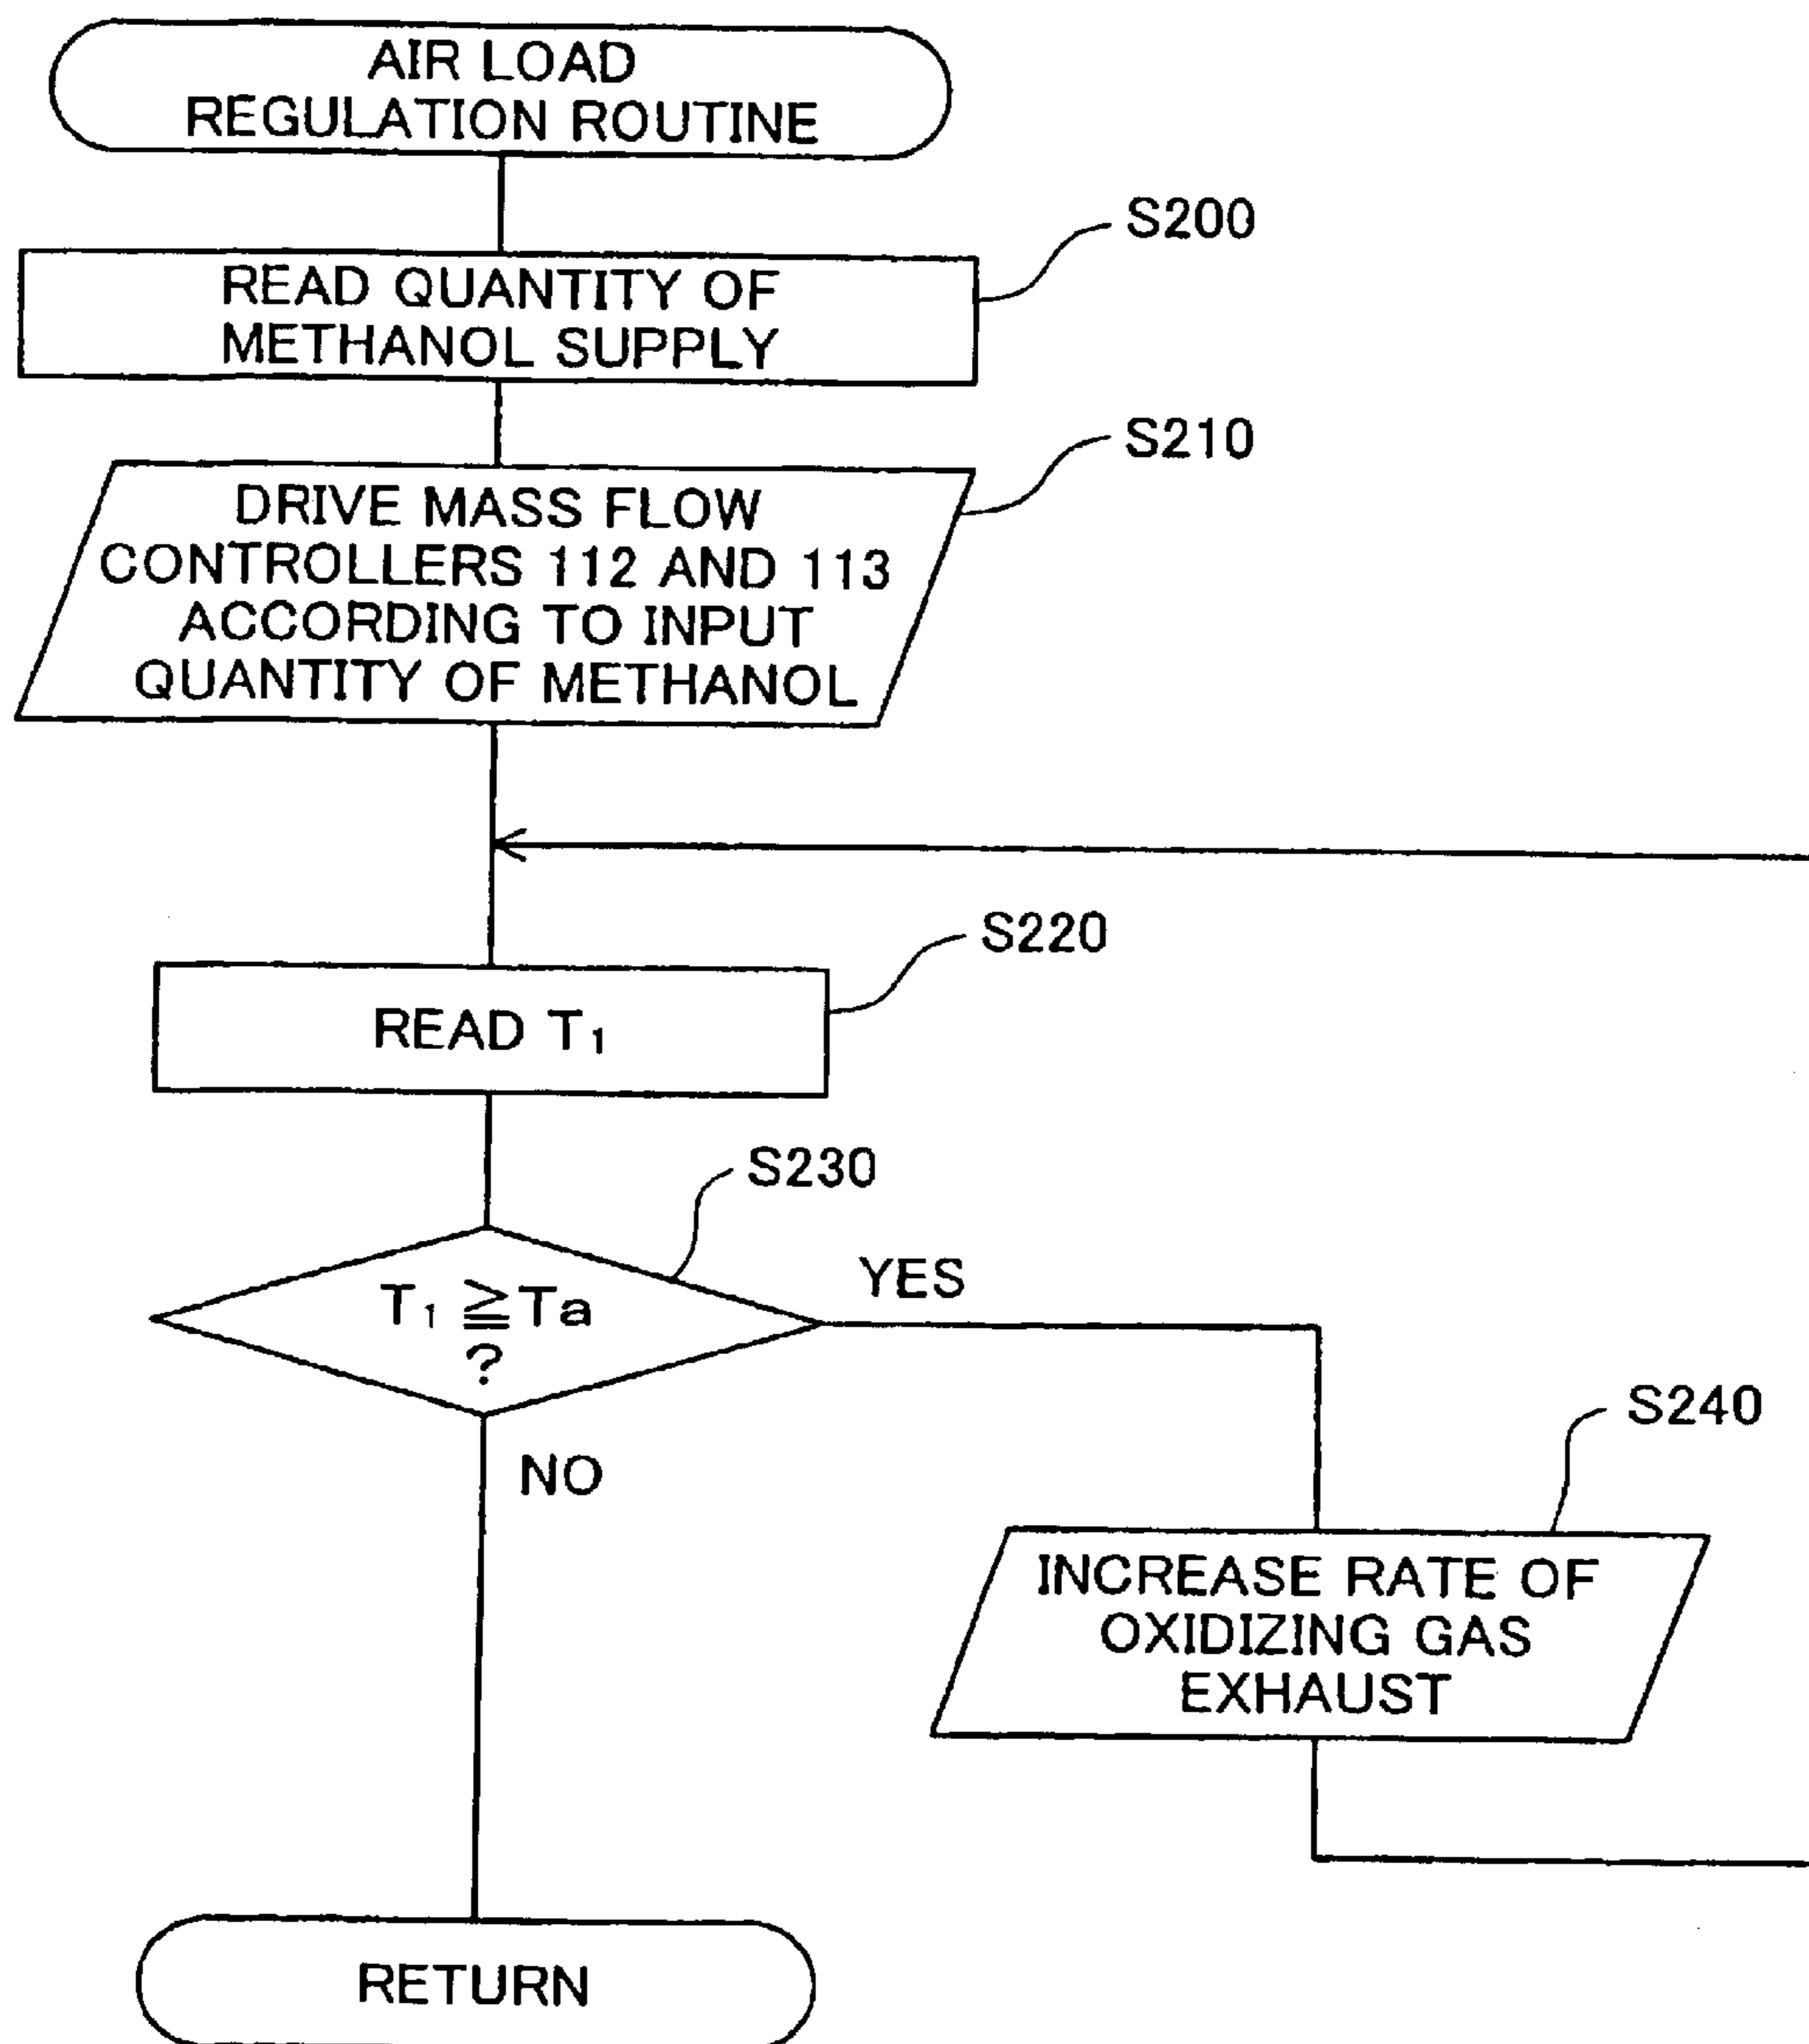 AIR LOAD
REGULATION ROUTINE
S200
READ QUANTITY OF
METHANOL SUPPLY
S210
DRIVE MASS FLOW
CONTROLLERS 112 AND 113
ACCORDING TO INPUT
QUANTITY OF METHANOL
S220
READ T₁
S230
T₁ ≧ Ta
?
YES
NO
S240
INCREASE RATE OF
OXIDIZING GAS
EXHAUST
RETURN